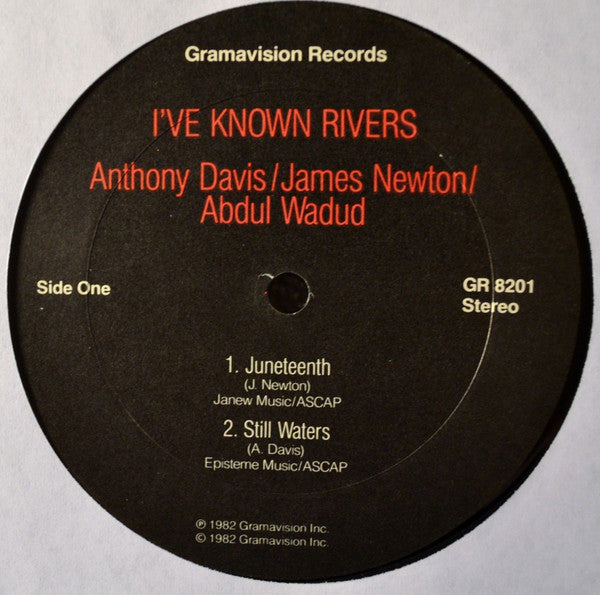 Gramavision Records
I'VE KNOWN RIVERS
Anthony Davis/James Newton/
Abdul Wadud
Side One
GR 8201
Stereo
1. Juneteenth
(J. Newton)
Janew Music/ASCAP
2. Still Waters
(A. Davis)
Episteme Music/ASCAP
℗ 1982 Gramavision Inc.
© 1982 Gramavision Inc.